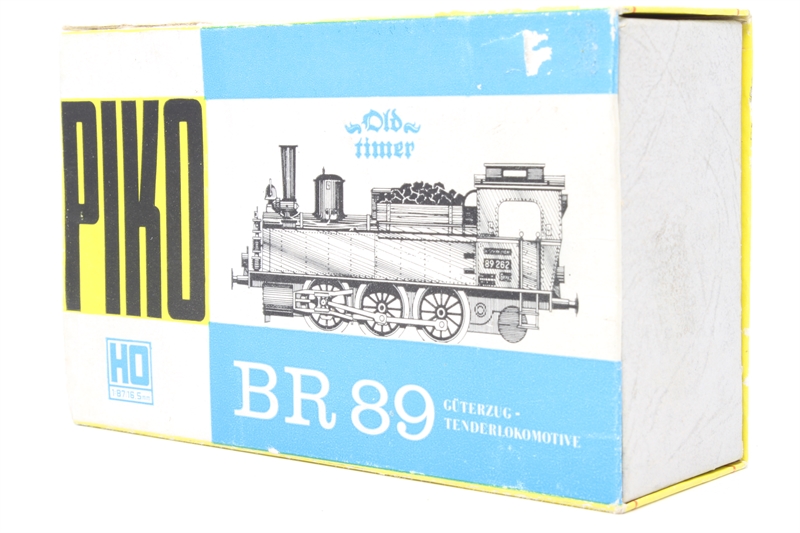 PIKO
HO
1:87 16,5mm
Old
timer
89 262
BR 89
GÜTERZUG-
TENDERLOKOMOTIVE